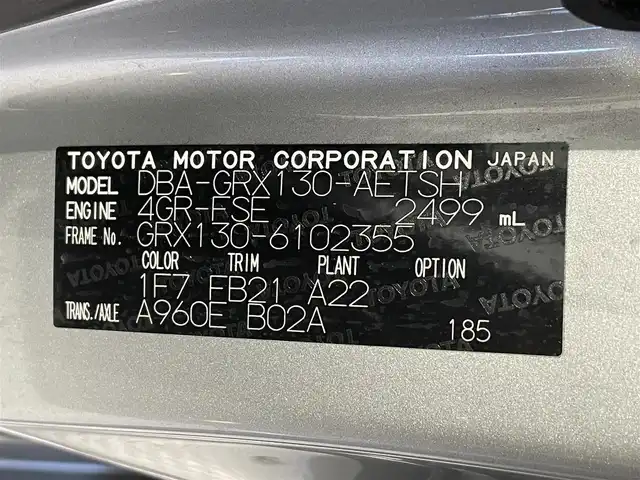 TOYOTA MOTOR CORPORATION JAPAN
MODEL DBA-GRX130-AETSH
ENGINE 4GR-FSE 2499 mL
FRAME No. GRX130-6102355
COLOR TRIM PLANT OPTION
1F7 FB21 A22
TRANS./AXLE A960E B02A
185